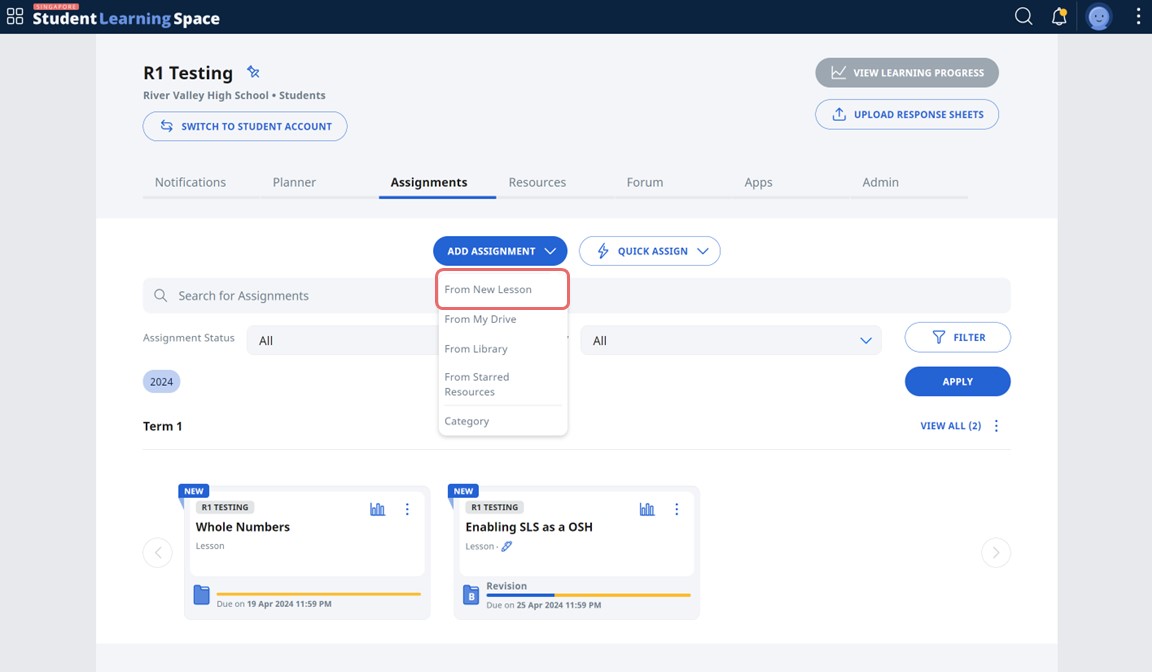 SINGAPORE
StudentLearningSpace
R1 Testing
VIEW LEARNING PROGRESS
River Valley High School • Students
UPLOAD RESPONSE SHEETS
SWITCH TO STUDENT ACCOUNT
Notifications Planner Assignments Resources Forum Apps Admin
ADD ASSIGNMENT QUICK ASSIGN
From New Lesson
Search for Assignments
From My Drive
Assignment Status All All FILTER
From Library
From Starred
Resources
2024 APPLY
Category
Term 1 VIEW ALL (2)
NEW NEW
R1 TESTING R1 TESTING
Whole Numbers Enabling SLS as a OSH
Lesson Lesson -
Revision
B
Due on 19 Apr 2024 11:59 PM Due on 25 Apr 2024 11:59 PM